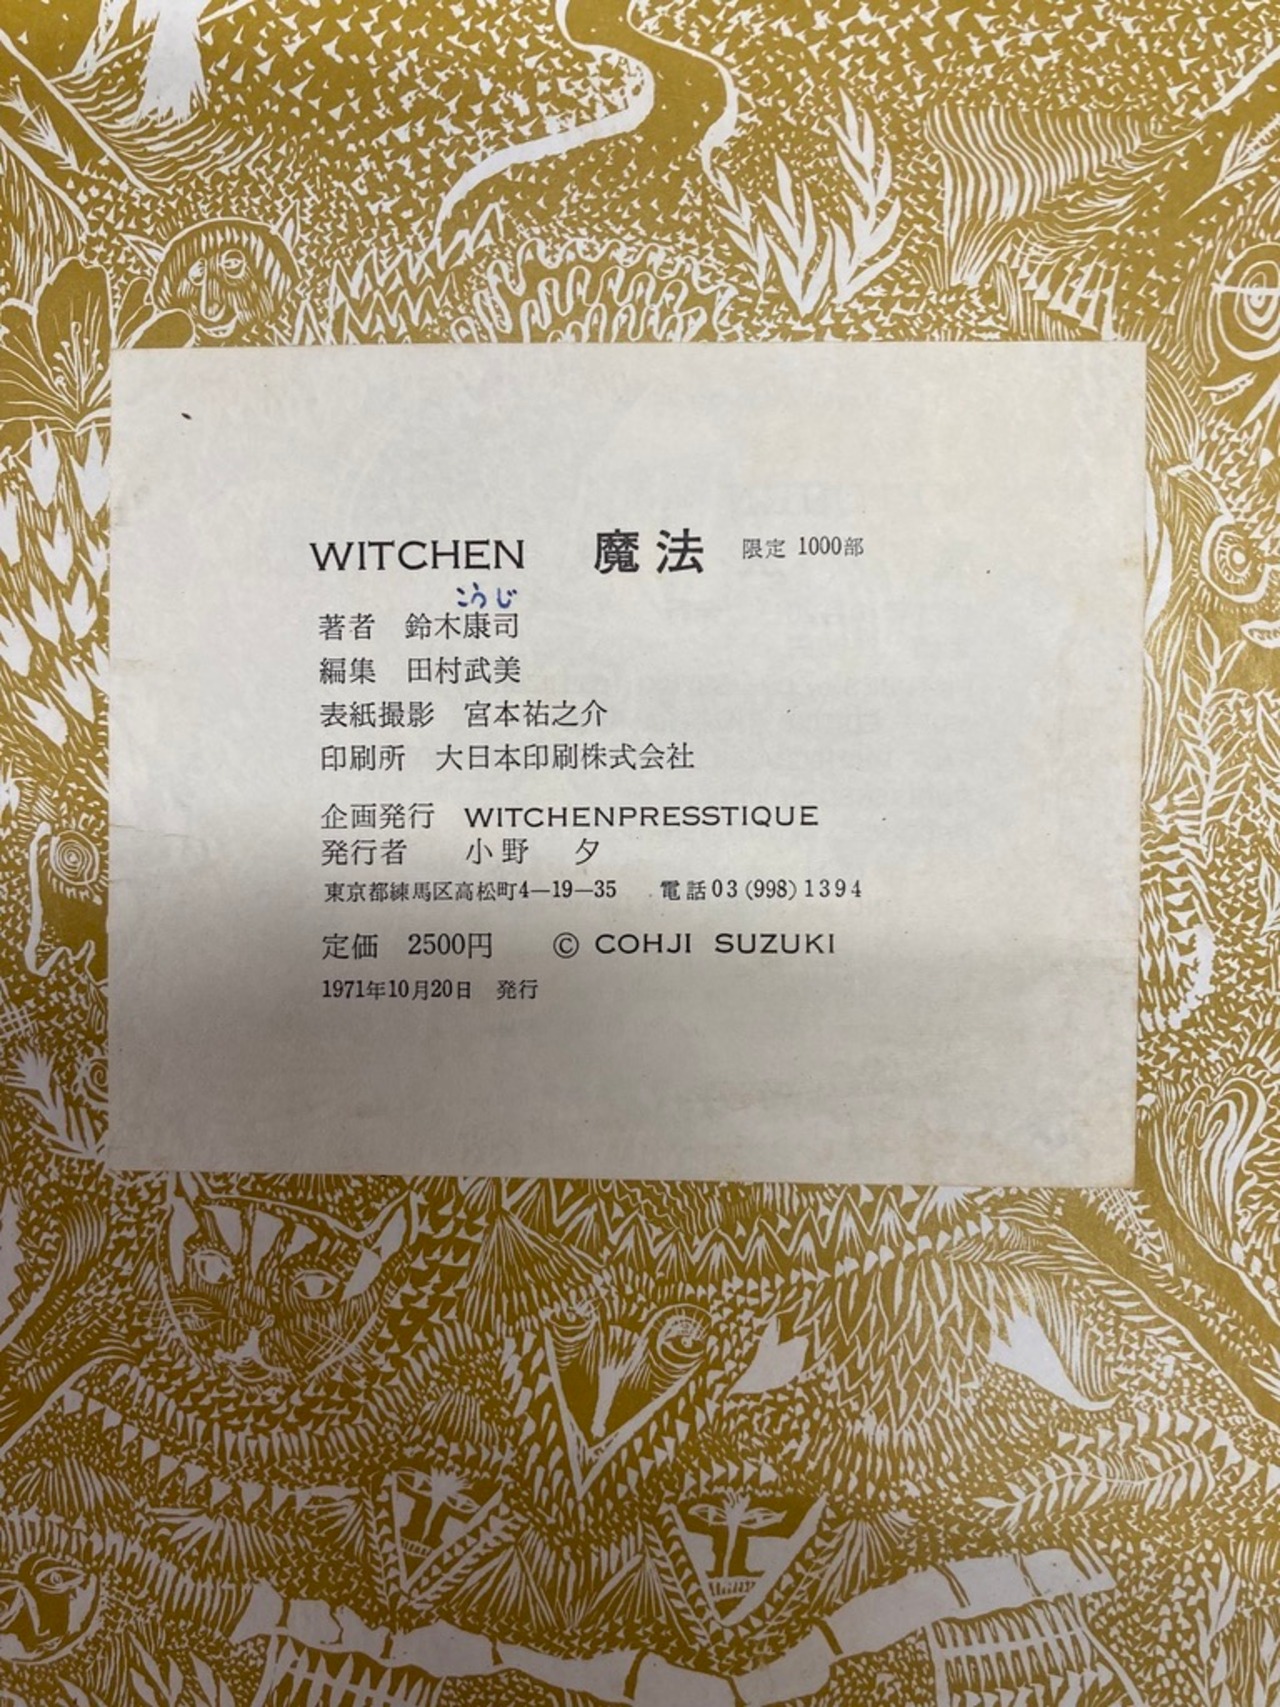 WITCHEN 魔法 限定 1000部
こうじ
著者 鈴木康司
編集 田村武美
表紙撮影 宮本祐之介
印刷所 大日本印刷株式会社
企画発行 WITCHENPRESSTIQUE
発行者 小野 夕
東京都練馬区高松町4—19—35 電話03(998)1394
定価 2500円 © COHJI SUZUKI
1971年10月20日 発行